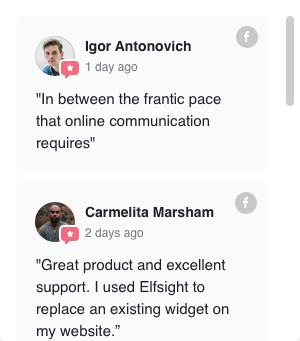 Igor Antonovich
1 day ago
"In between the frantic pace
that online communication
requires"
Carmelita Marsham
2 days ago
"Great product and excellent
support. I used Elfsight to
replace an existing widget on
my website.”